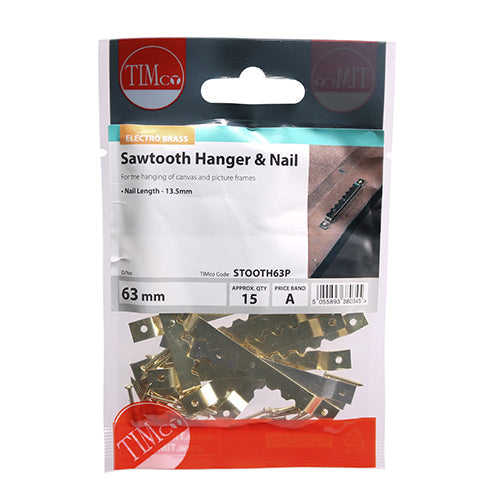 TIMco
ELECTRO BRASS
Sawtooth Hanger & Nail
For the hanging of canvas and picture frames
• Nail Length - 13.5mm
G/No:
TIMco Code: STOOTH63P
63 mm
APPROX. QTY
15
PRICE BAND
A
5 055893 380345 >
TIMco